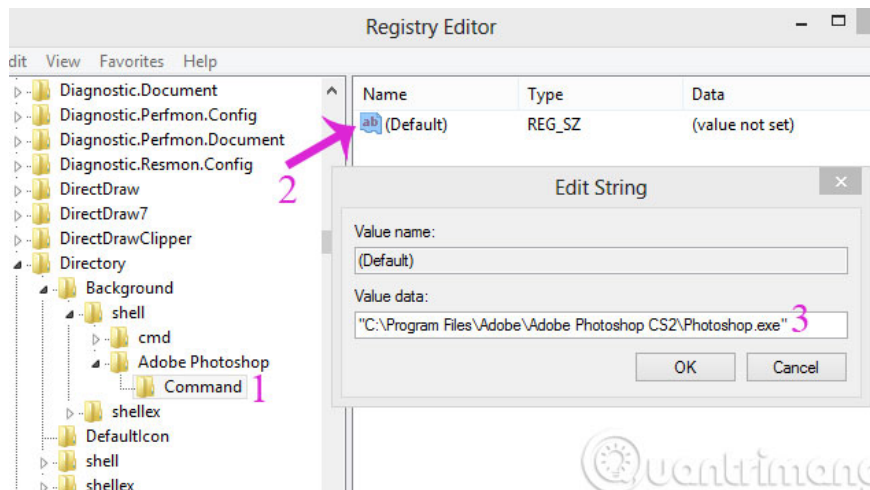 Registry Editor
dit View Favorites Help
Diagnostic.Document
Diagnostic.Perfmon.Config
Diagnostic.Perfmon.Document
Diagnostic.Resmon.Config
DirectDraw
DirectDraw7
DirectDrawClipper
Directory
Background
shell
cmd
Adobe Photoshop
Command 1
shellex
DefaultIcon
shell
shellex
Name Type Data
ab (Default) REG_SZ (value not set)
2
Edit String
Value name:
(Default)
Value data:
"C:\Program Files\Adobe\Adobe Photoshop CS2\Photoshop.exe" 3
OK Cancel
Quantrimang